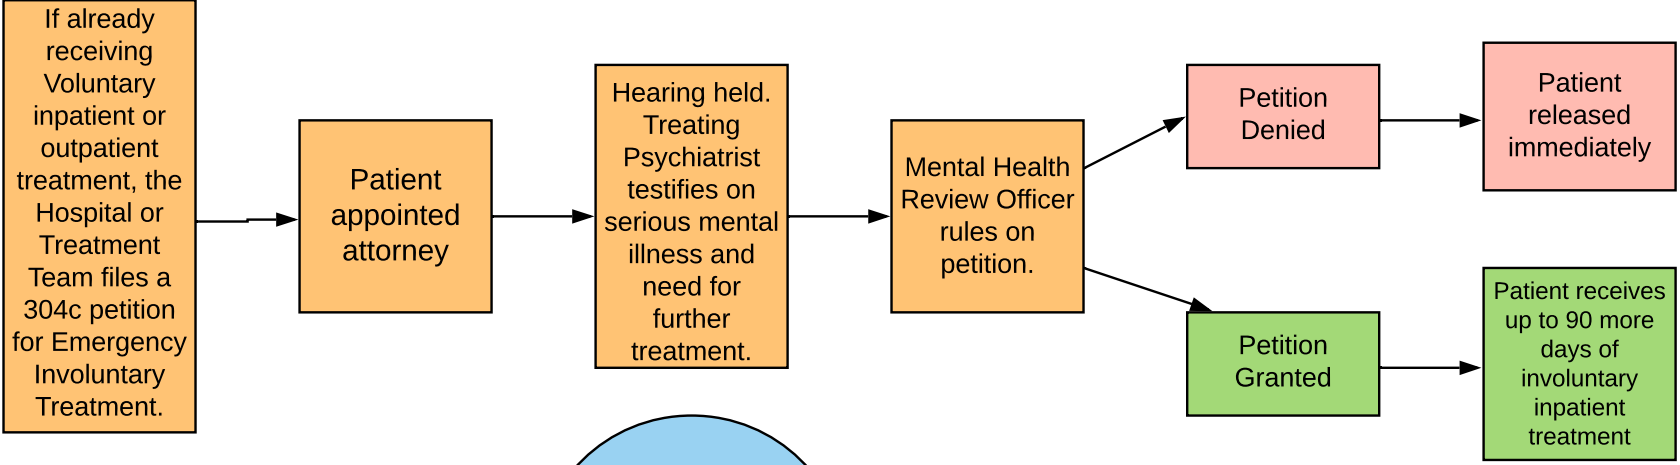 If already
receiving
Voluntary
inpatient or
outpatient
treatment, the
Hospital or
Treatment
Team files a
304c petition
for Emergency
Involuntary
Treatment.
Patient
appointed
attorney
Hearing held.
Treating
Psychiatrist
testifies on
serious mental
illness and
need for
further
treatment.
Mental Health
Review Officer
rules on
petition.
Petition
Denied
Patient
released
immediately
Petition
Granted
Patient receives
up to 90 more
days of
involuntary
inpatient
treatment